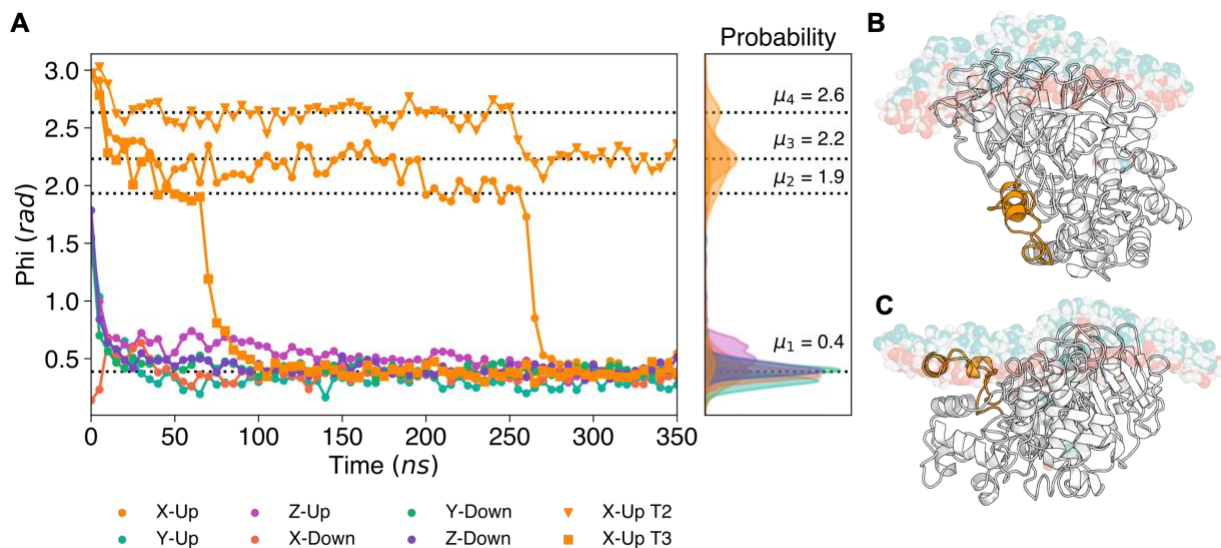 A
B
Probability
3.0
2.5
2.0
1.5
1.0
0.5
Phi (rad)
μ4 = 2.6
μ3 = 2.2
μ2 = 1.9
μ1 = 0.4
C
0 50 100 150 200 250 300 350
Time (ns)
X-Up Z-Up Y-Down X-Up T2
Y-Up X-Down Z-Down X-Up T3